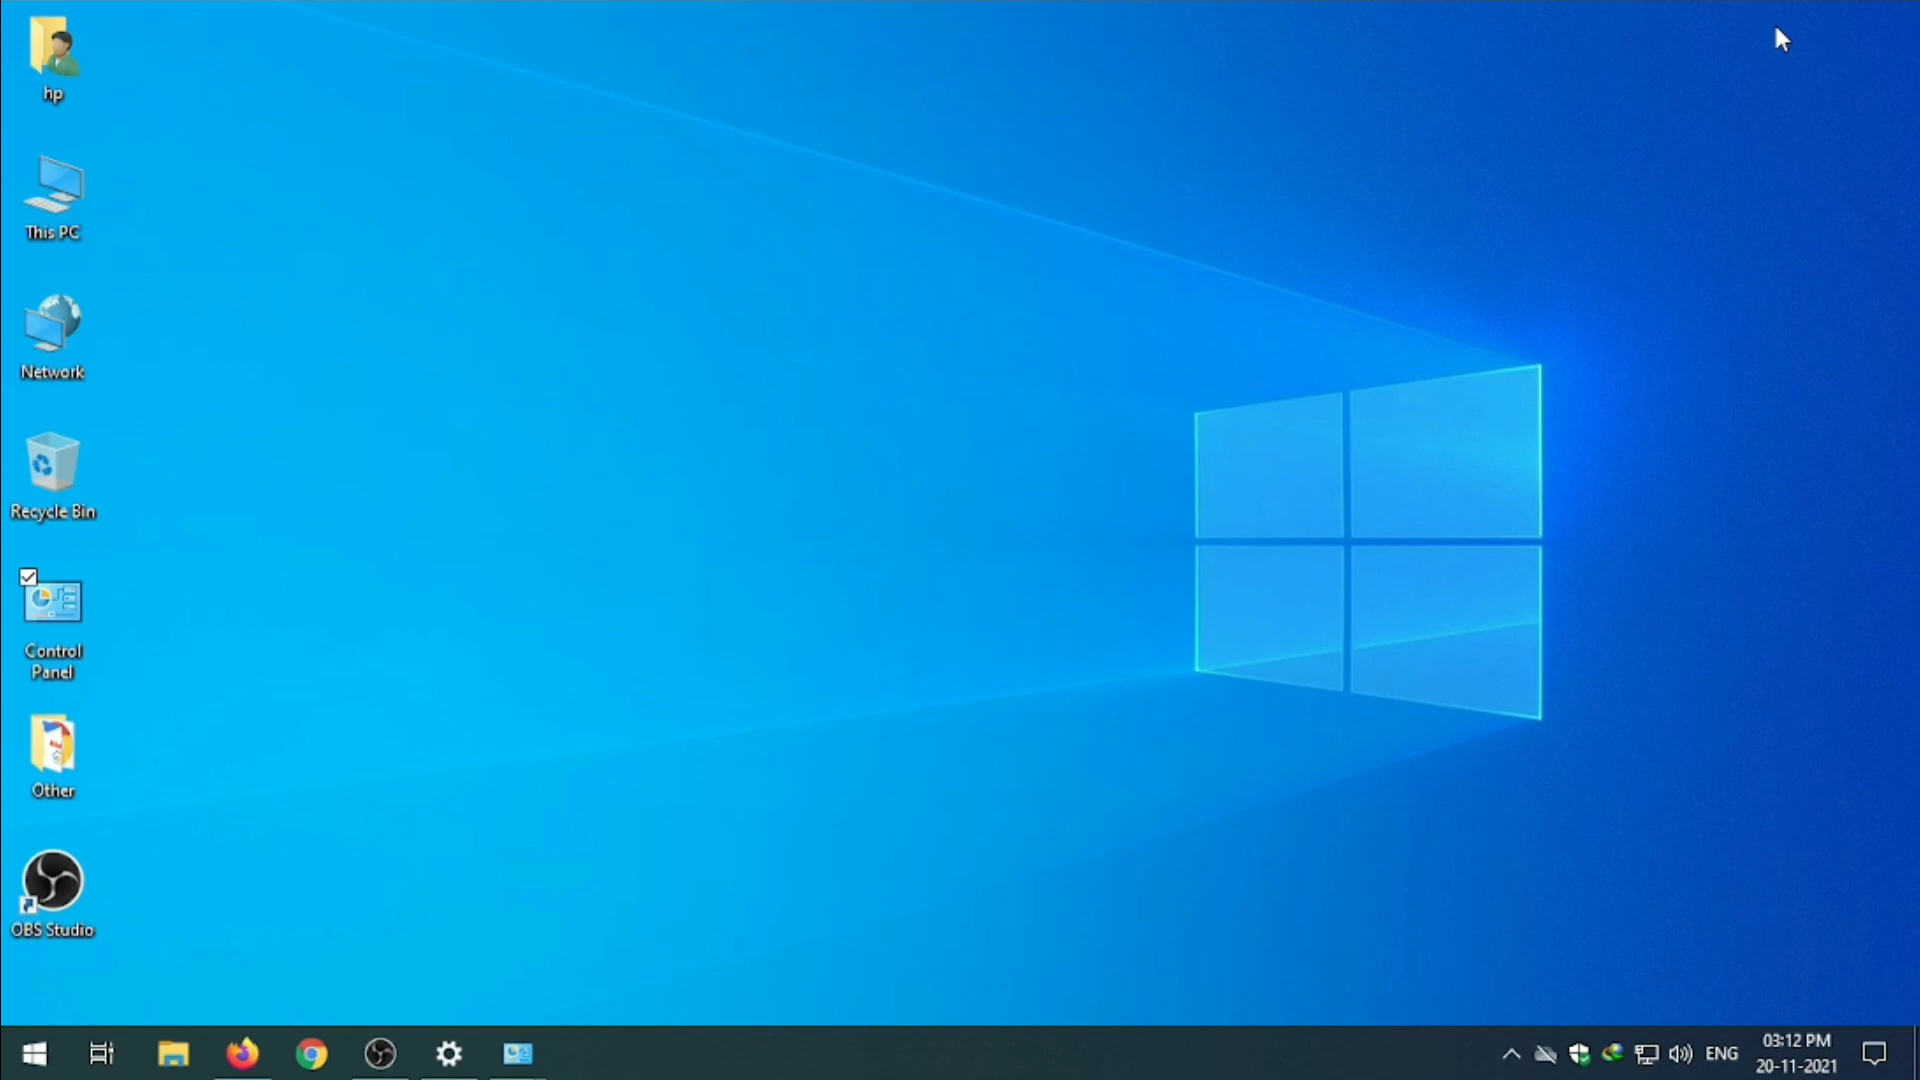 hp
This PC
Network
Recycle Bin
Control
Panel
Other
OBS Studio
ENG
03:12 PM
20-11-2021